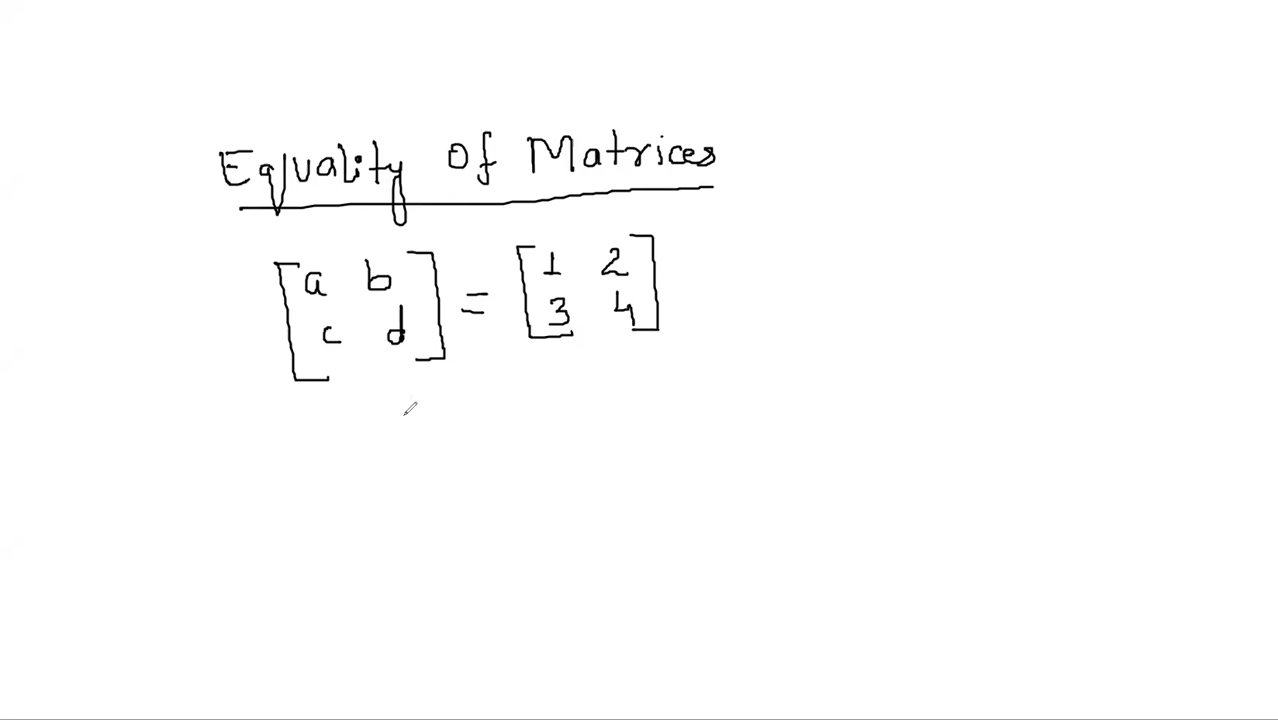 Equality Of Matrices
[a b] = [1 2]
[c d] [3 4]